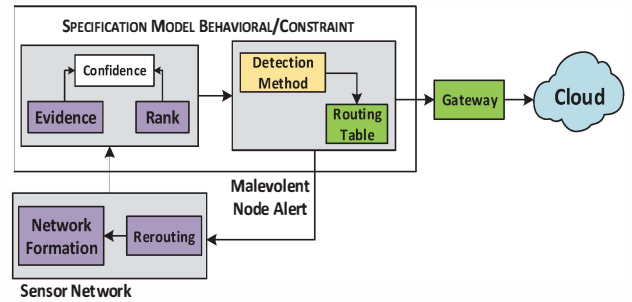 SPECIFICATION MODEL BEHAVIORAL/CONSTRAINT
Confidence
Evidence
Rank
Detection
Method
Routing
Table
Gateway
Cloud
Malevolent
Node Alert
Network
Formation
Rerouting
Sensor Network